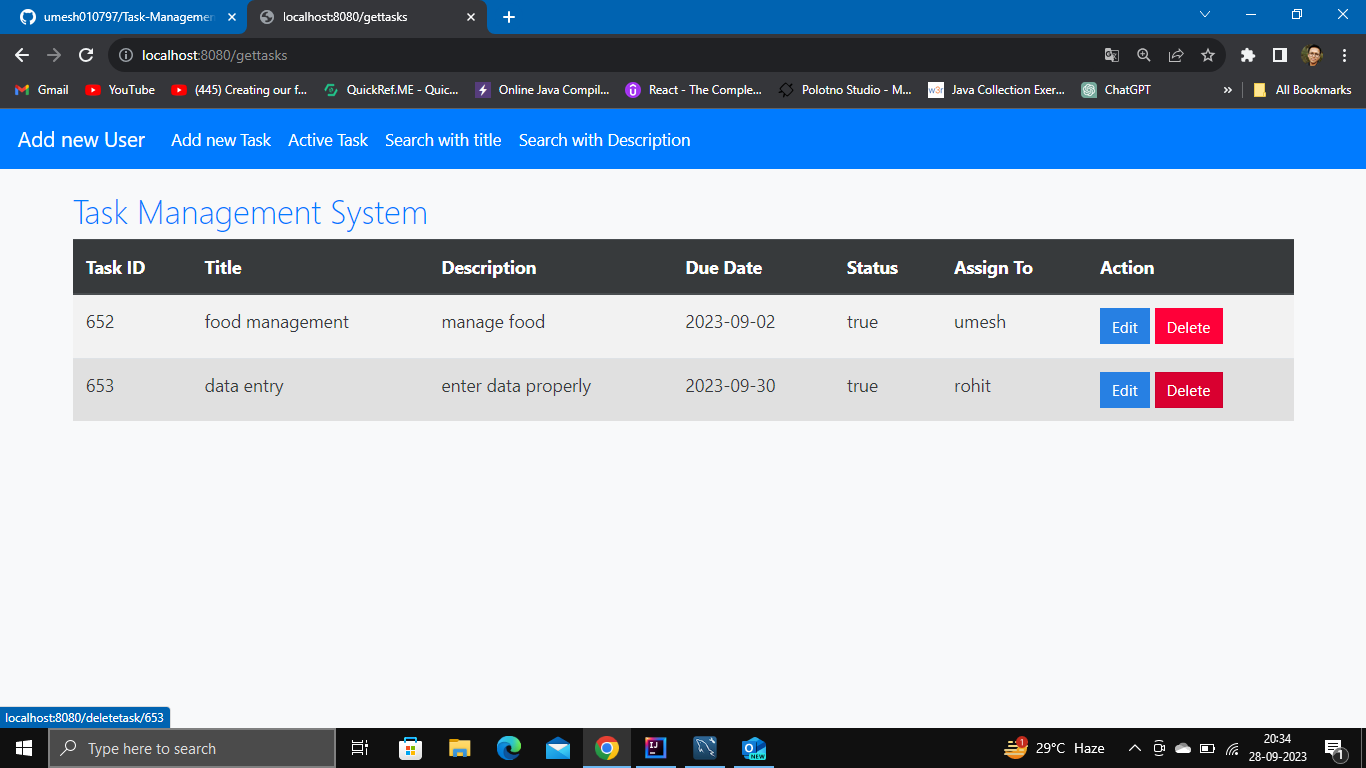 umesh010797/Task-Managemen
localhost:8080/gettasks
localhost:8080/gettasks
Gmail YouTube (445) Creating our f... QuickRef.ME - Quic... Online Java Compil... React - The Comple... Polotno Studio - M... w3r Java Collection Exer... ChatGPT » All Bookmarks
Add new User Add new Task Active Task Search with title Search with Description
Task Management System
Task ID Title Description Due Date Status Assign To Action
652 food management manage food 2023-09-02 true umesh Edit Delete
653 data entry enter data properly 2023-09-30 true rohit Edit Delete
localhost:8080/deletetask/653
Type here to search
NEW
1
29°C Haze
20:34
28-09-2023
1